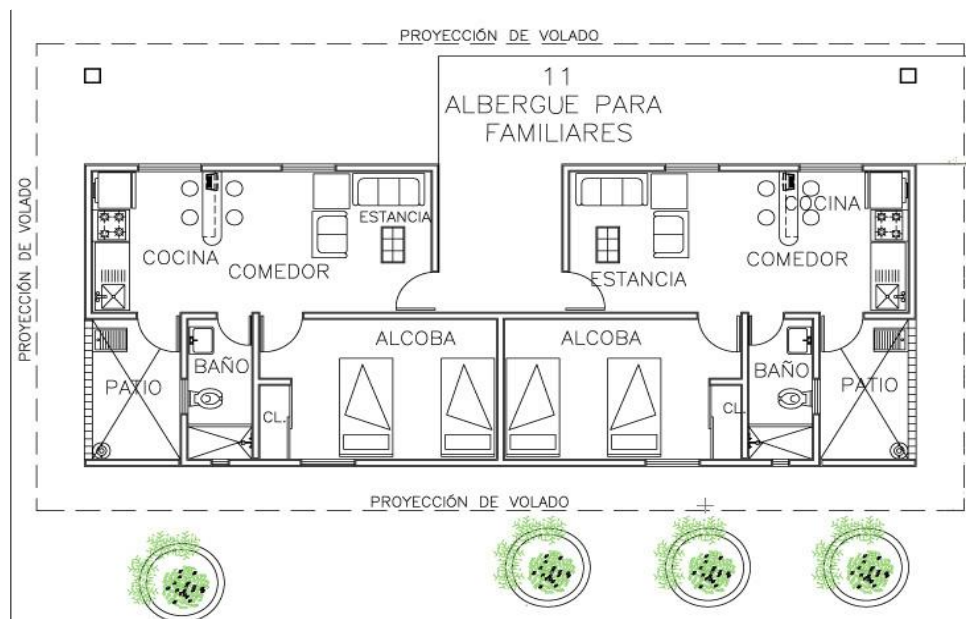 PROYECCIÓN DE VOLADO
11
ALBERGUE PARA
FAMILIARES
PROYECCIÓN DE VOLADO
COCINA
COMEDOR
ESTANCIA
ESTANCIA
COMEDOR
COCINA
PATIO
BAÑO
CL.
ALCOBA
ALCOBA
CL.
BAÑO
PATIO
PROYECCIÓN DE VOLADO